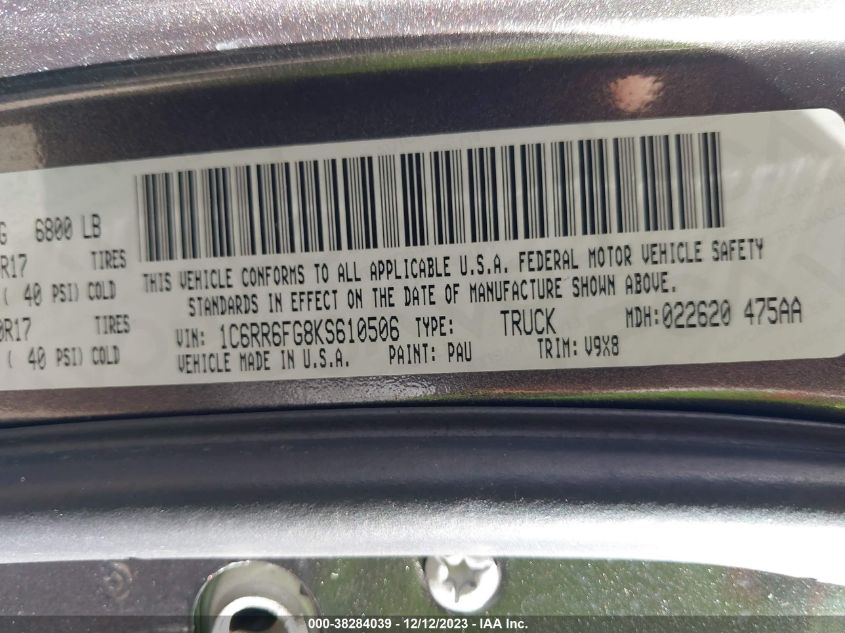 G 6800 LB
R17 TIRES
( 40 PSI) COLD
0R17
( 40 PSI) COLD
THIS VEHICLE CONFORMS TO ALL APPLICABLE U.S.A. FEDERAL MOTOR VEHICLE SAFETY
STANDARDS IN EFFECT ON THE DATE OF MANUFACTURE SHOWN ABOVE.
VIN: 1C6RR6FG8KS610506 TYPE: TRUCK MDH:022620 475AA
VEHICLE MADE IN U.S.A. PAINT: PAU TRIM: V9X8
000-38284039 - 12/12/2023 - IAA Inc.